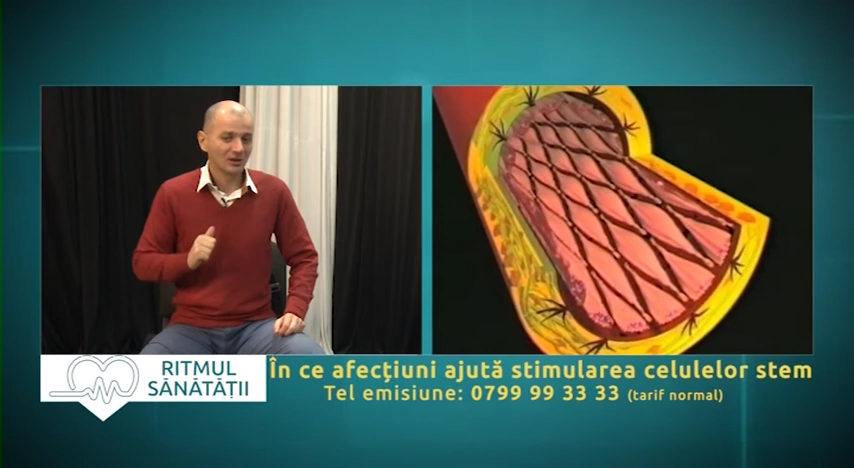 RITMUL
SĂNĂTĂȚII
În ce afecțiuni ajută stimularea celulelor stem
Tel emisiune: 0799 99 33 33 (tarif normal)